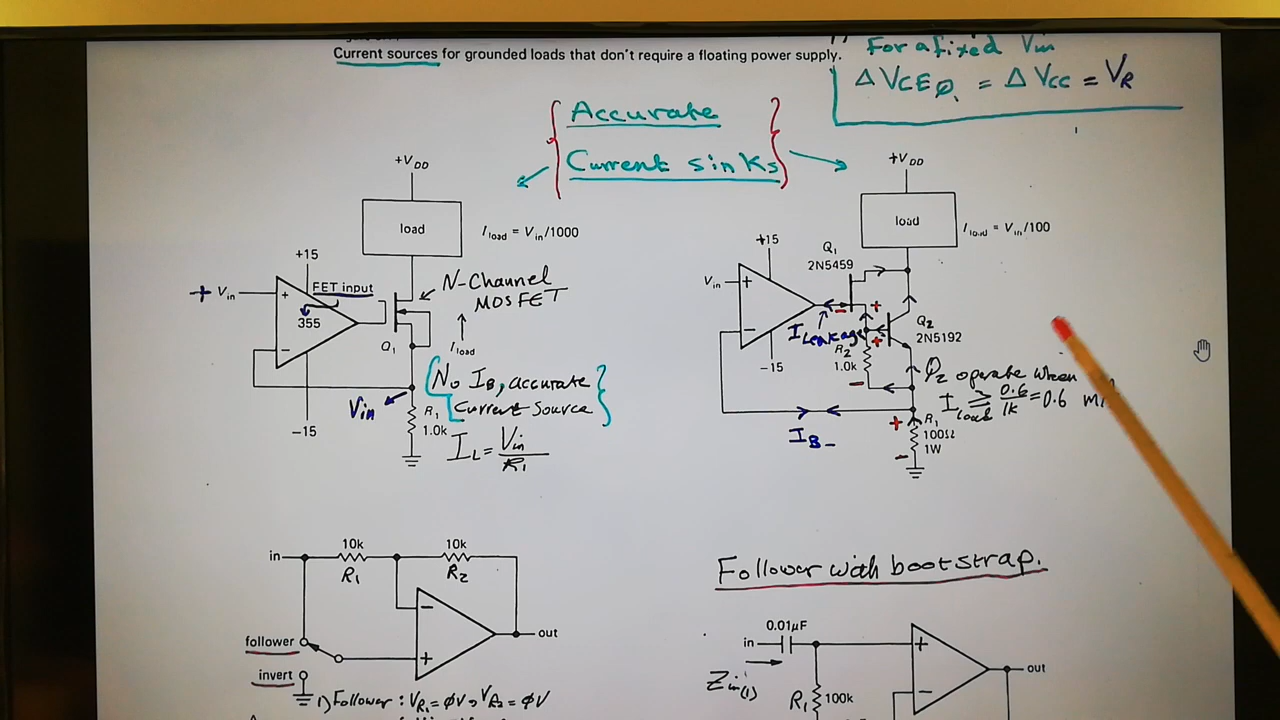 Current sources for grounded loads that don't require a floating power supply.
For a fixed Vin
ΔVCEQ1 = ΔVCC = VR
Accurate
Current sinks
+VDD
load
Iload = Vin/1000
+15
+ Vin
+
FET input
355
−
−15
N-Channel
MOSFET
Q1
Iload
No IB, accurate
Current Source
Vin
R1
1.0k
IL = Vin/R1
+VDD
load
Iload = Vin/100
Q1
2N5459
+15
Vin
+
−
−15
ILeakage
−
+
+
−
Q2
2N5192
R2
1.0k
Q2 operate when
ILoad ≥ 0.6/1k = 0.6
IB-
+
−
R1
100Ω
1W
in
10k
R1
10k
R2
−
+
out
follower
invert
1) Follower : VR1 = 0V, VR2 = 0V
Follower with bootstrap.
in
0.01µF
Zin(1)
R1
100k
+
−
out